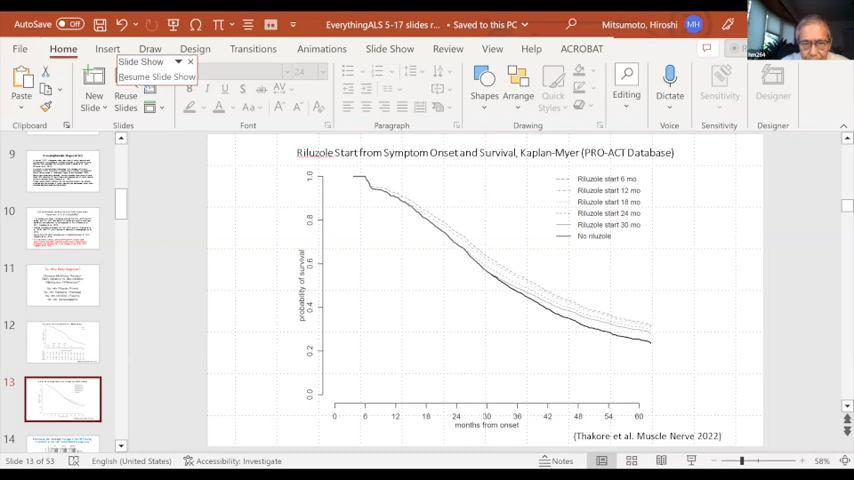 AutoSave Off
EverythingALS 5-17 slides r... • Saved to this PC
Mitsumoto, Hiroshi MH
hm264
File Home Insert Draw Design Transitions Animations Slide Show Review View Help ACROBAT
Slide Show
Resume Slide Show
Paste
New Slide
Reuse Slides
24
Shapes
Arrange
Quick Styles
Editing
Dictate
Sensitivity
Designer
Clipboard
Slides
Font
Paragraph
Drawing
Voice
Sensitivity
Designer
9
10
11
12
13
14
Riluzole Start from Symptom Onset and Survival, Kaplan-Myer (PRO-ACT Database)
Riluzole start 6 mo
Riluzole start 12 mo
Riluzole start 18 mo
Riluzole start 24 mo
Riluzole start 30 mo
No riluzole
probability of survival
1.0
0.8
0.6
0.4
0.2
0.0
0 6 12 18 24 30 36 42 48 54 60
months from onset
(Thakore et al. Muscle Nerve 2022)
Slide 13 of 53
English (United States)
Accessibility: Investigate
Notes
58%